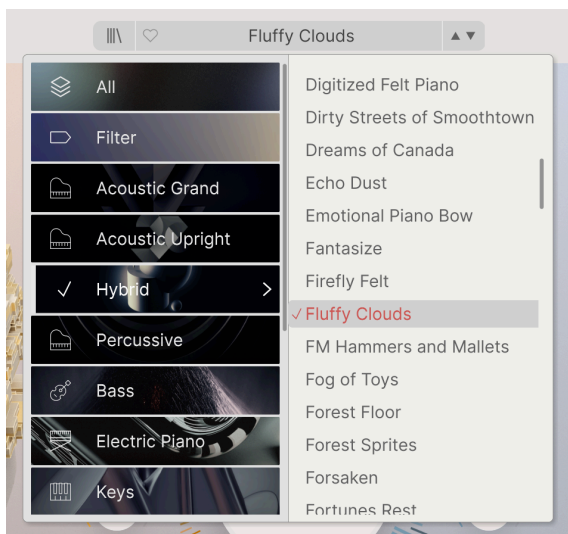 Fluffy Clouds
All
Filter
Acoustic Grand
Acoustic Upright
Hybrid
Percussive
Bass
Electric Piano
Keys
Digitized Felt Piano
Dirty Streets of Smoothtown
Dreams of Canada
Echo Dust
Emotional Piano Bow
Fantasize
Firefly Felt
Fluffy Clouds
FM Hammers and Mallets
Fog of Toys
Forest Floor
Forest Sprites
Forsaken
Fortunes Rest